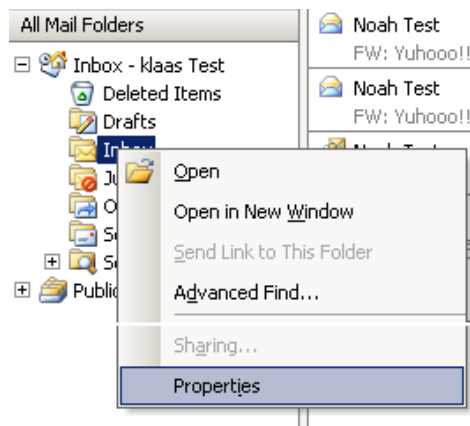 All Mail Folders
Inbox - klaas Test
Deleted Items
Drafts
Inbox
Public
Open
Open in New Window
Send Link to This Folder
Advanced Find...
Sharing...
Properties
Noah Test
FW: Yuhooo!!
Noah Test
FW: Yuhooo!!